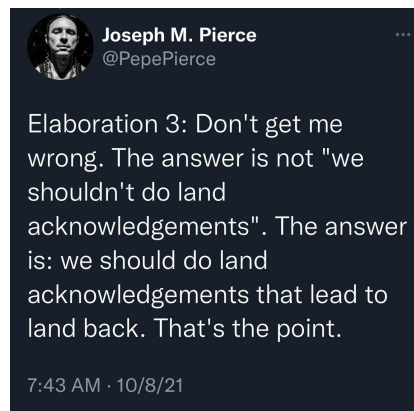 Joseph M. Pierce
@PepePierce
Elaboration 3: Don't get me
wrong. The answer is not "we
shouldn't do land
acknowledgements". The answer
is: we should do land
acknowledgements that lead to
land back. That's the point.
7:43 AM · 10/8/21